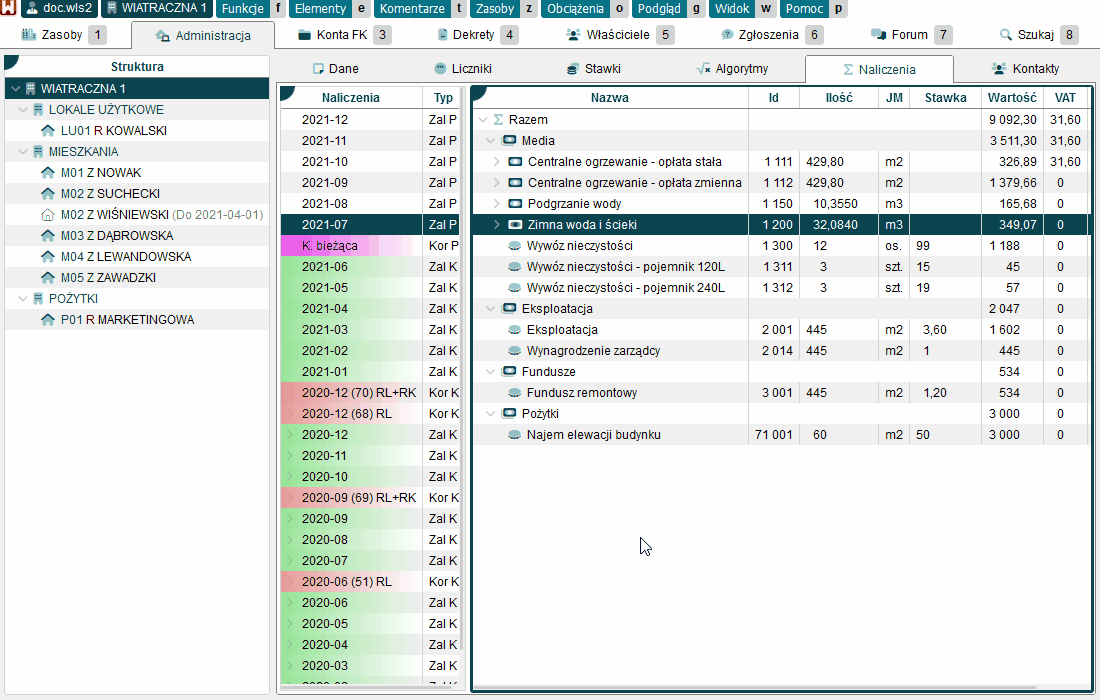 doc.wls2 WIATRACZNA 1 Funkcje f Elementy e Komentarze t Zasoby z Obciążenia o Podgląd g Widok w Pomoc p
Zasoby 1 Administracja Konta FK 3 Dekrety 4 Właściciele 5 Zgłoszenia 6 Forum 7 Szukaj 8
Struktura
WIATRACZNA 1
LOKALE UŻYTKOWE
LU01 R KOWALSKI
MIESZKANIA
M01 Z NOWAK
M02 Z SUCHECKI
M02 Z WIŚNIEWSKI (Do 2021-04-01)
M03 Z DĄBROWSKA
M04 Z LEWANDOWSKA
M05 Z ZAWADZKI
POŻYTKI
P01 R MARKETINGOWA
Dane Liczniki Stawki Algorytmy Naliczenia Kontakty
Naliczenia Typ
2021-12 Zal P
2021-11 Zal P
2021-10 Zal P
2021-09 Zal P
2021-08 Zal P
2021-07 Zal P
K. bieżąca Kor P
2021-06 Zal K
2021-05 Zal K
2021-04 Zal K
2021-03 Zal K
2021-02 Zal K
2021-01 Zal K
2020-12 (70) RL+RK Kor K
2020-12 (68) RL Kor K
2020-12 Zal K
2020-11 Zal K
2020-10 Zal K
2020-09 (69) RL+RK Kor K
2020-09 Zal K
2020-08 Zal K
2020-07 Zal K
2020-06 (51) RL Kor K
2020-06 Zal K
2020-05 Zal K
2020-04 Zal K
2020-03 Zal K
Nazwa Id Ilość JM Stawka Wartość VAT
Razem 9 092,30 31,60
Media 3 511,30 31,60
Centralne ogrzewanie - opłata stała 1 111 429,80 m2 326,89 31,60
Centralne ogrzewanie - opłata zmienna 1 112 429,80 m2 1 379,66 0
Podgrzanie wody 1 150 10,3550 m3 165,68 0
Zimna woda i ścieki 1 200 32,0840 m3 349,07 0
Wywóz nieczystości 1 300 12 os. 99 1 188 0
Wywóz nieczystości - pojemnik 120L 1 311 3 szt. 15 45 0
Wywóz nieczystości - pojemnik 240L 1 312 3 szt. 19 57 0
Eksploatacja 2 047 0
Eksploatacja 2 001 445 m2 3,60 1 602 0
Wynagrodzenie zarządcy 2 014 445 m2 1 445 0
Fundusze 534 0
Fundusz remontowy 3 001 445 m2 1,20 534 0
Pożytki 3 000 0
Najem elewacji budynku 71 001 60 m2 50 3 000 0